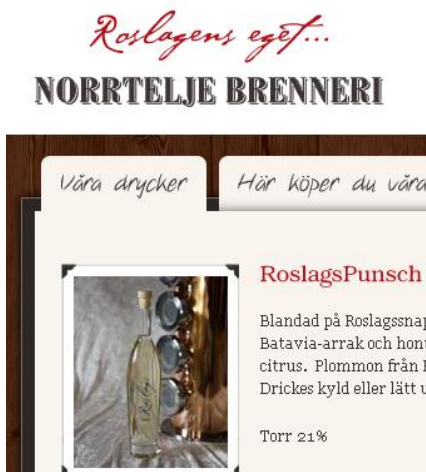 Roslagens eget...
NORRTELJE BRENNERI
Våra drycker
Här köper du våra
RoslagsPunsch
Blandad på Roslagssnap
Batavia-arrak och honu
citrus. Plommon från
Drickes kyld eller lätt
Torr 21%